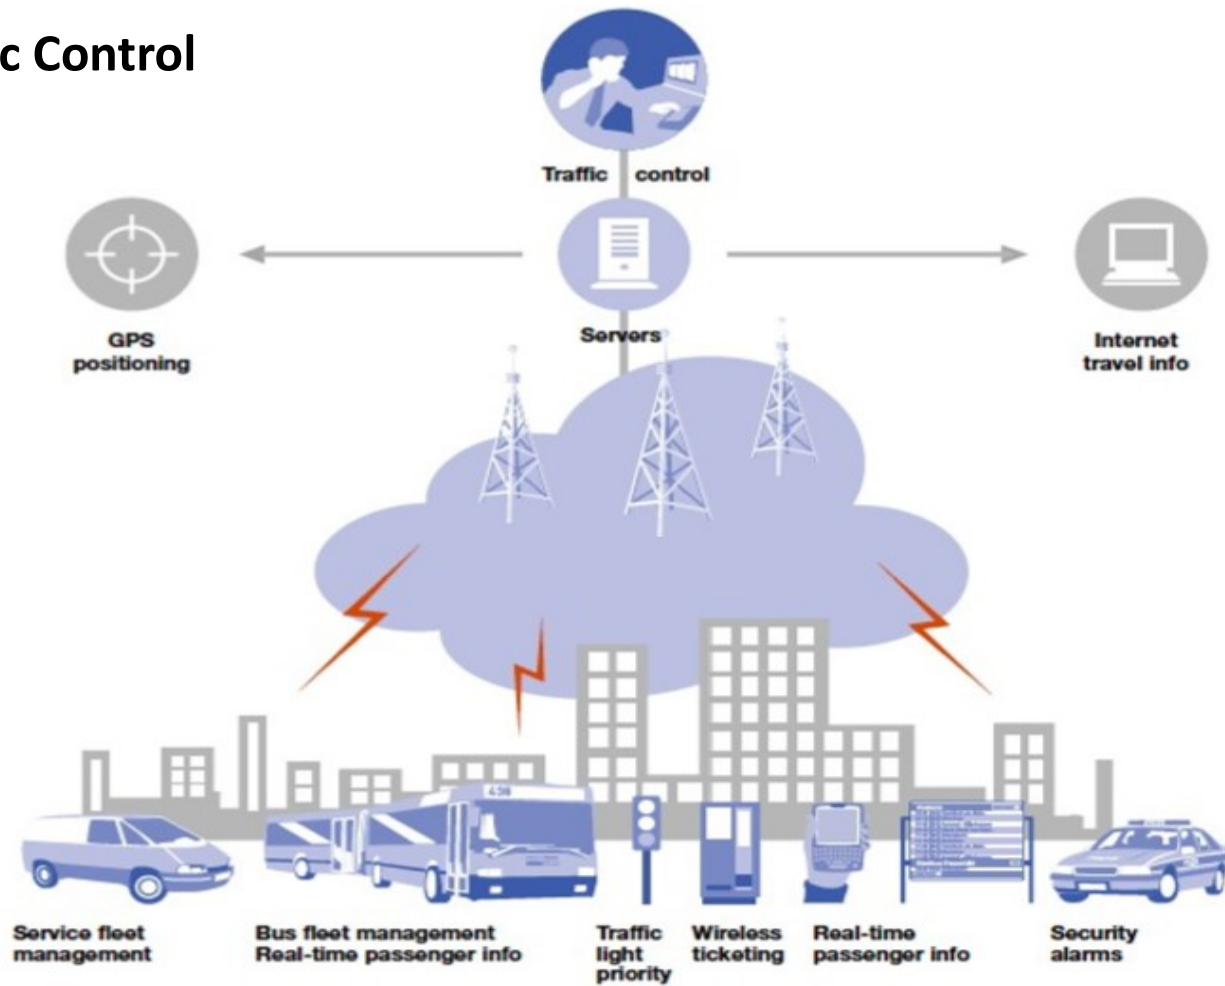 c Control
Traffic control
GPS
positioning
Servers
Internet
travel info
Service fleet
management
Bus fleet management
Real-time passenger info
Traffic
light
priority
Wireless
ticketing
Real-time
passenger info
Security
alarms